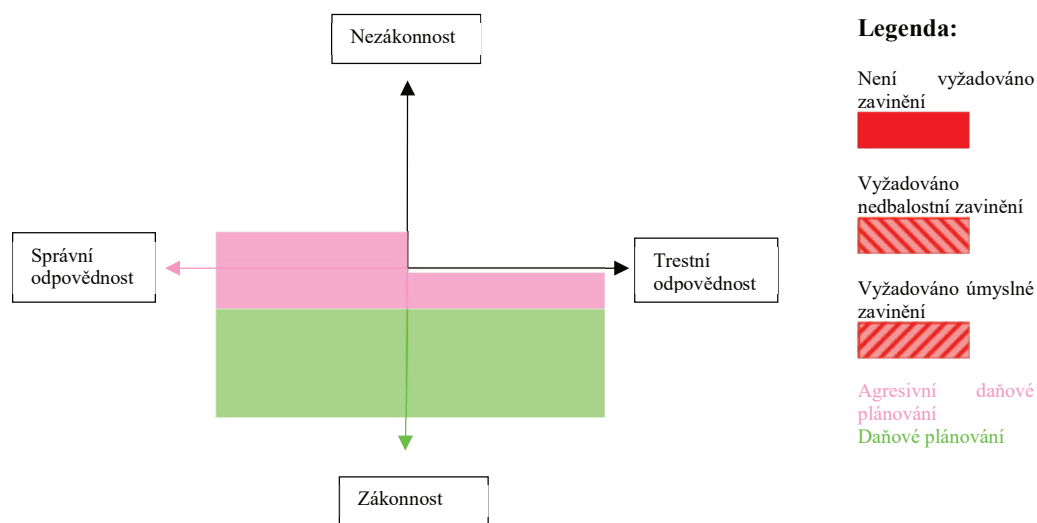 Nezákonnost
Správní
odpovědnost
Trestní
odpovědnost
Zákonnost
Legenda:
Není vyžadováno
zavinění
Vyžadováno
nedbalostní zavinění
Vyžadováno úmyslné
zavinění
Agresivní daňové
plánování
Daňové plánování